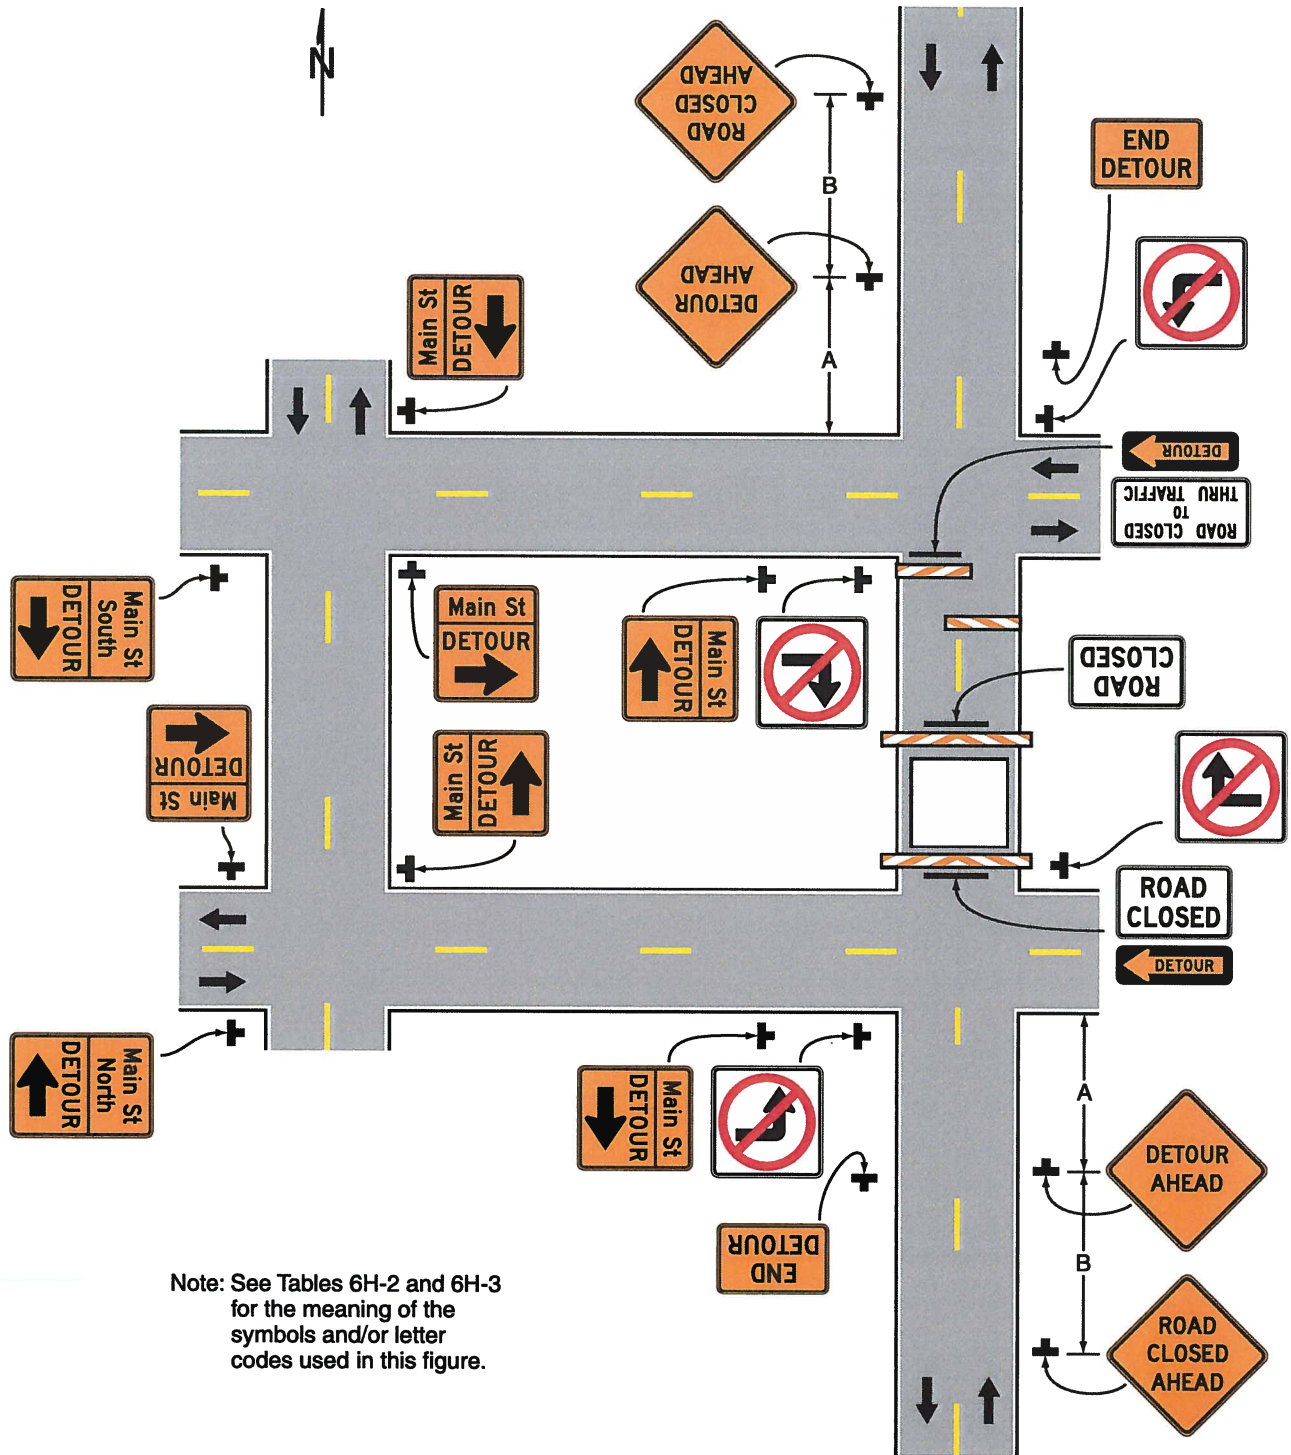 N
ROAD
CLOSED
AHEAD
B
DETOUR
AHEAD
A
END
DETOUR
Main St
DETOUR
DETOUR
ROAD CLOSED
TO
THRU TRAFFIC
Main St
South
DETOUR
Main St
DETOUR
Main St
DETOUR
ROAD
CLOSED
Main St
DETOUR
Main St
DETOUR
ROAD
CLOSED
DETOUR
Main St
North
DETOUR
Main St
DETOUR
A
DETOUR
AHEAD
END
DETOUR
B
ROAD
CLOSED
AHEAD
Note: See Tables 6H-2 and 6H-3
for the meaning of the
symbols and/or letter
codes used in this figure.